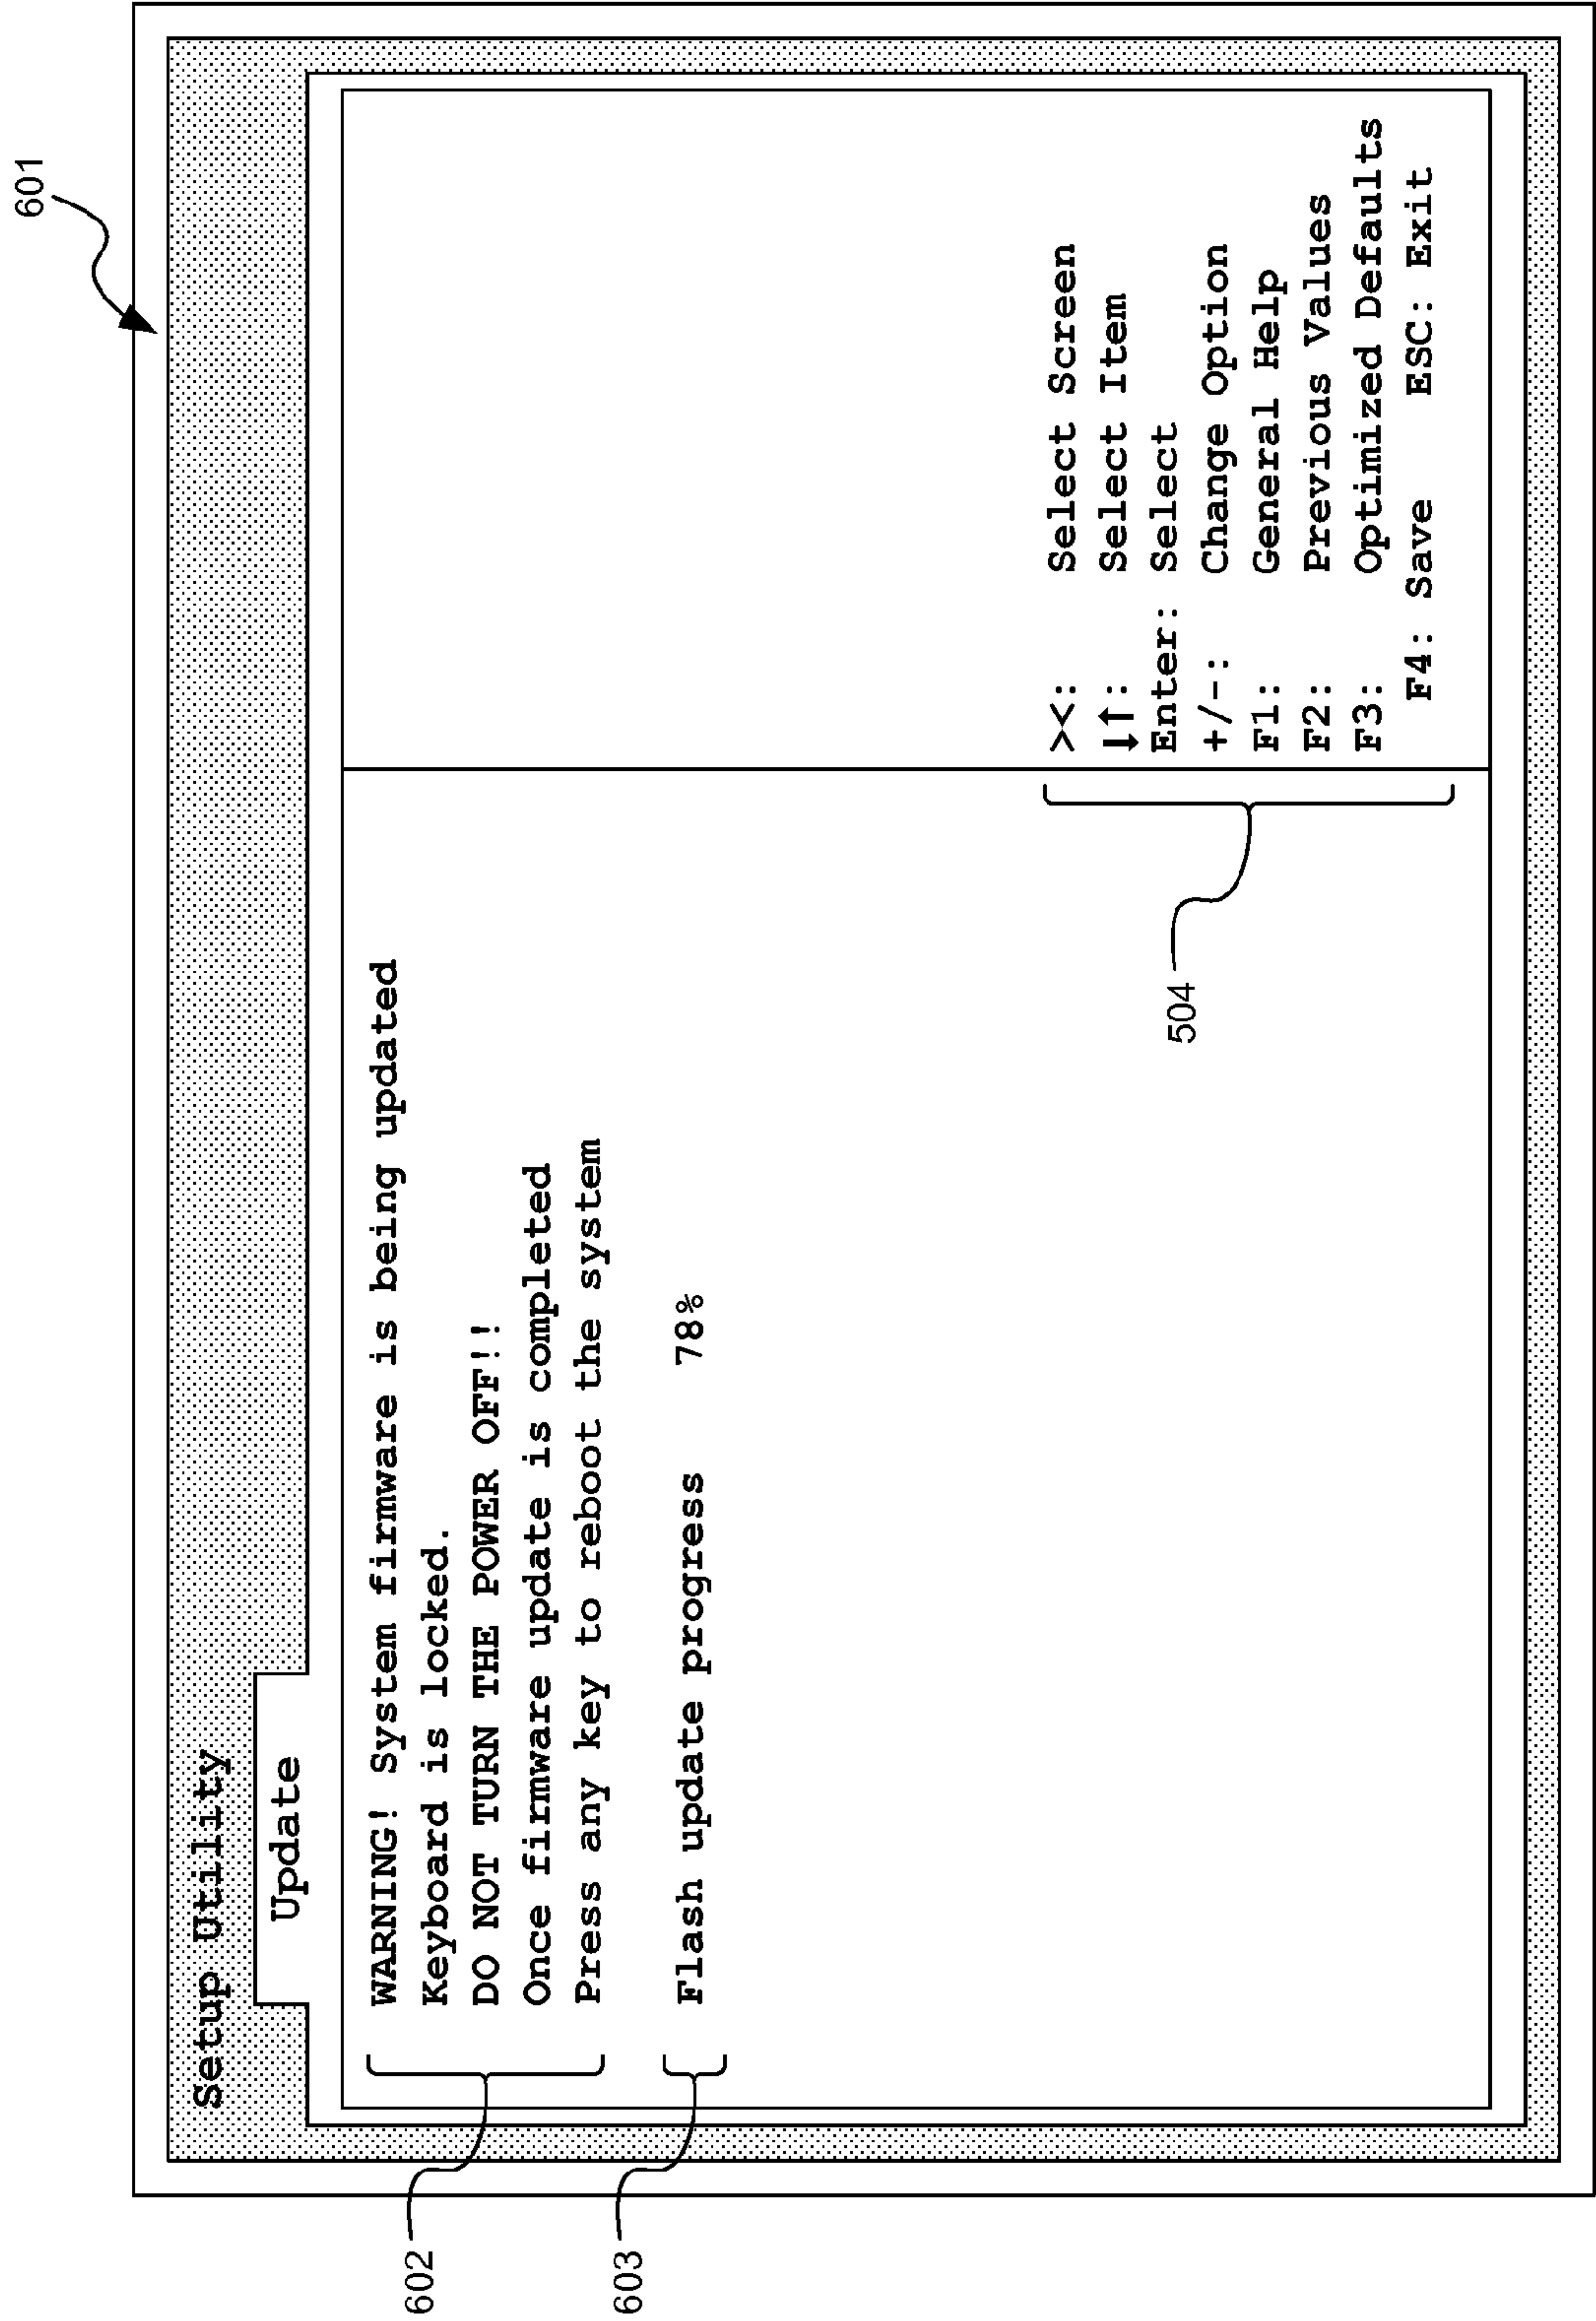 601
Setup Utility
Update
602
WARNING! System firmware is being updated
Keyboard is locked.
DO NOT TURN THE POWER OFF!!
Once firmware update is completed
Press any key to reboot the system
603
Flash update progress 78%
504
><: Select Screen
↓↑: Select Item
Enter: Select
+/-: Change Option
F1: General Help
F2: Previous Values
F3: Optimized Defaults
F4: Save ESC: Exit